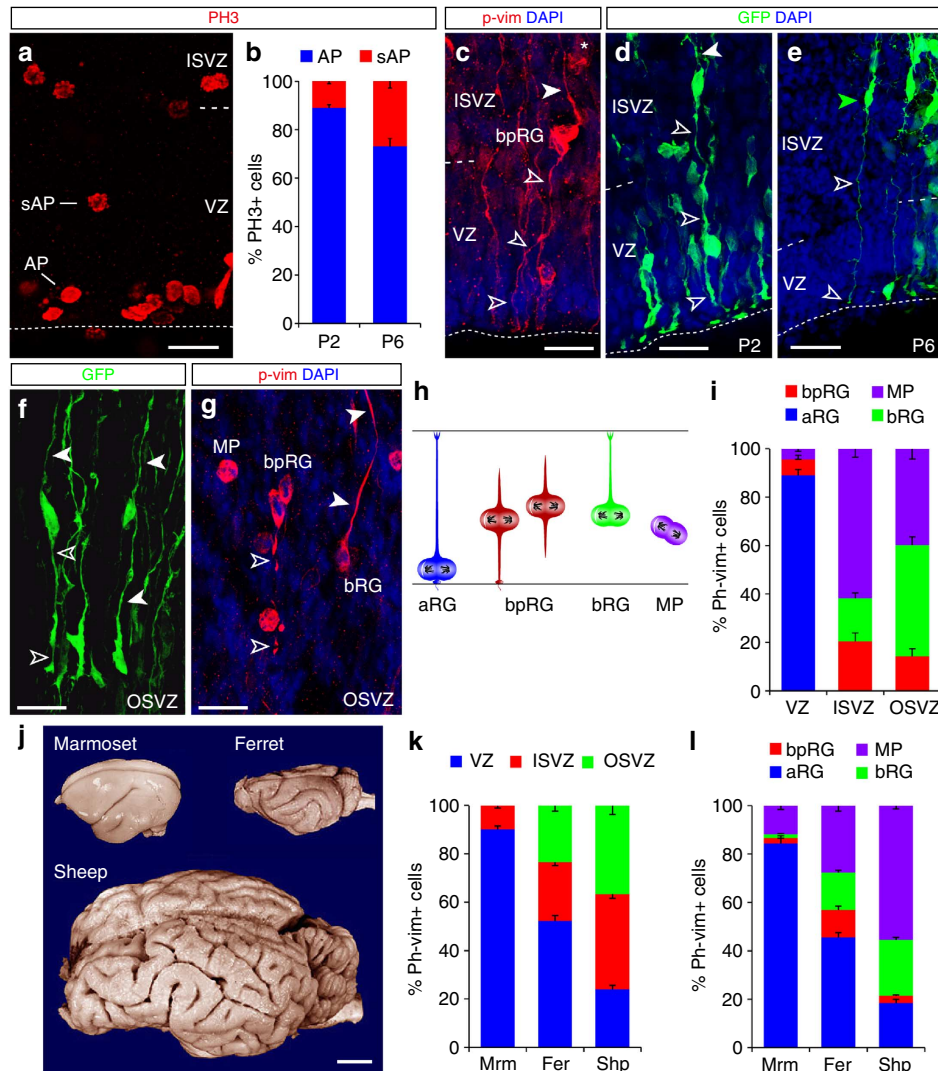 PH3
p-vim DAPI
GFP DAPI
a
ISVZ
sAP
VZ
AP
b
AP sAP
% PH3+ cells
100
80
60
40
20
0
P2 P6
c
*
ISVZ
bpRG
VZ
d
ISVZ
VZ
P2
e
ISVZ
VZ
P6
GFP
p-vim DAPI
f
OSVZ
g
MP
bpRG
bRG
OSVZ
h
aRG bpRG bRG MP
i
bpRG MP
aRG bRG
% Ph-vim+ cells
100
80
60
40
20
0
VZ ISVZ OSVZ
j
Marmoset Ferret
Sheep
k
VZ ISVZ OSVZ
% Ph-vim+ cells
100
80
60
40
20
0
Mrm Fer Shp
l
bpRG MP
aRG bRG
% Ph-vim+ cells
100
80
60
40
20
0
Mrm Fer Shp